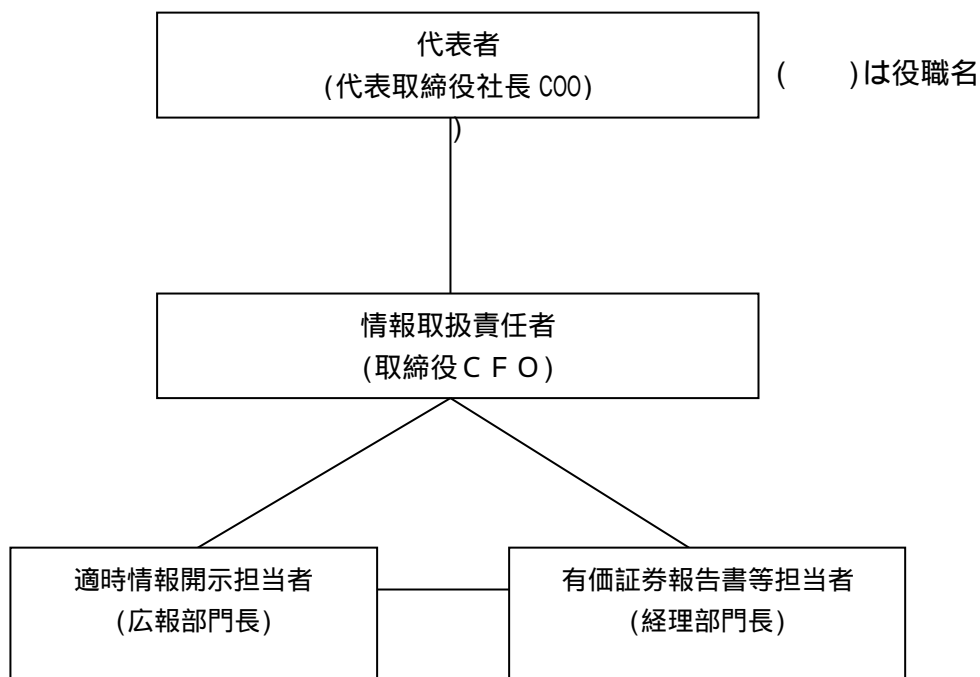 代表者
(代表取締役社長 COO)
(　　)は役職名
)
情報取扱責任者
(取締役ＣＦＯ)
適時情報開示担当者
(広報部門長)
有価証券報告書等担当者
(経理部門長)